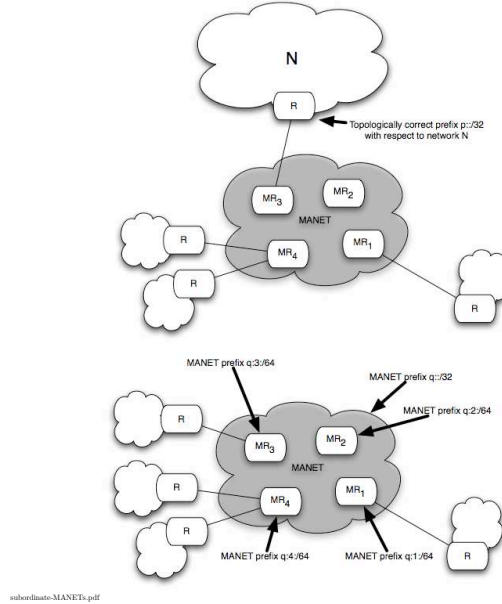 N
R
Topologically correct prefix p::/32
with respect to network N
MR3
MR2
MANET
R
MR4
MR1
R
R
MANET prefix q:3:/64
MANET prefix q::/32
MANET prefix q:2:/64
R
MR3
MR2
MANET
R
MR4
MR1
R
MANET prefix q:4:/64
MANET prefix q:1:/64
R
subordinate-MANETs.pdf